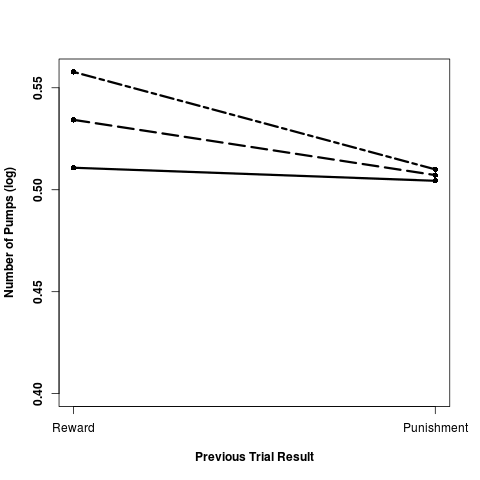 0.55
0.50
0.45
0.40
Number of Pumps (log)
Reward
Punishment
Previous Trial Result